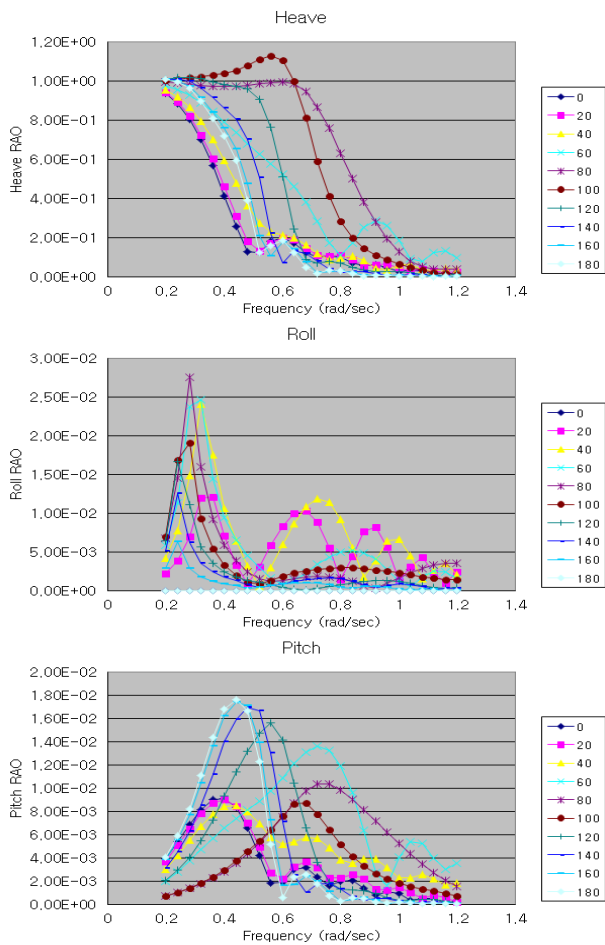 Heave
1,20E+00
1,00E+00
8,00E-01
6,00E-01
4,00E-01
2,00E-01
0,00E+00
Heave RAO
0 0,2 0,4 0,6 0,8 1 1,2 1,4
Frequency (rad/sec)
0
20
40
60
80
100
120
140
160
180
Roll
3,00E-02
2,50E-02
2,00E-02
1,50E-02
1,00E-02
5,00E-03
0,00E+00
Roll RAO
0 0,2 0,4 0,6 0,8 1 1,2 1,4
Frequency (rad/sec)
0
20
40
60
80
100
120
140
160
180
Pitch
2,00E-02
1,80E-02
1,60E-02
1,40E-02
1,20E-02
1,00E-02
8,00E-03
6,00E-03
4,00E-03
2,00E-03
0,00E+00
Pitch RAO
0 0,2 0,4 0,6 0,8 1 1,2 1,4
Frequency (rad/sec)
0
20
40
60
80
100
120
140
160
180